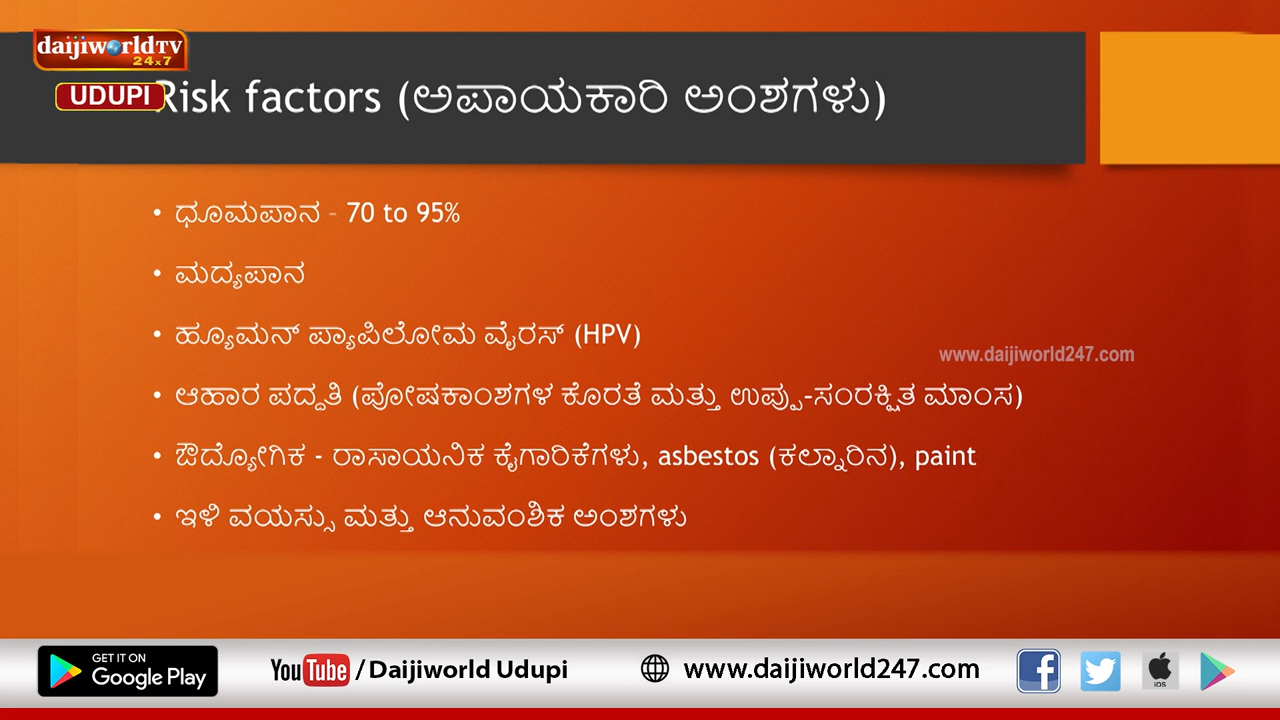 daijiworldTV
24x7
UDUPI
Risk factors (ಅಪಾಯಕಾರಿ ಅಂಶಗಳು)
• ಧೂಮಪಾನ - 70 to 95%
• ಮದ್ಯಪಾನ
• ಹ್ಯೂಮನ್ ಪ್ಯಾಪಿಲೋಮ ವೈರಸ್ (HPV)
www.daijiworld247.com
• ಆಹಾರ ಪದ್ಧತಿ (ಪೋಷಕಾಂಶಗಳ ಕೊರತೆ ಮತ್ತು ಉಪ್ಪು-ಸಂರಕ್ಷಿತ ಮಾಂಸ)
• ಔದ್ಯೋಗಿಕ - ರಾಸಾಯನಿಕ ಕೈಗಾರಿಕೆಗಳು, asbestos (ಕಲ್ನಾರಿನ), paint
• ಇಳಿ ವಯಸ್ಸು ಮತ್ತು ಆನುವಂಶಿಕ ಅಂಶಗಳು
GET IT ON
Google Play
YouTube / Daijiworld Udupi
www.daijiworld247.com
iOS